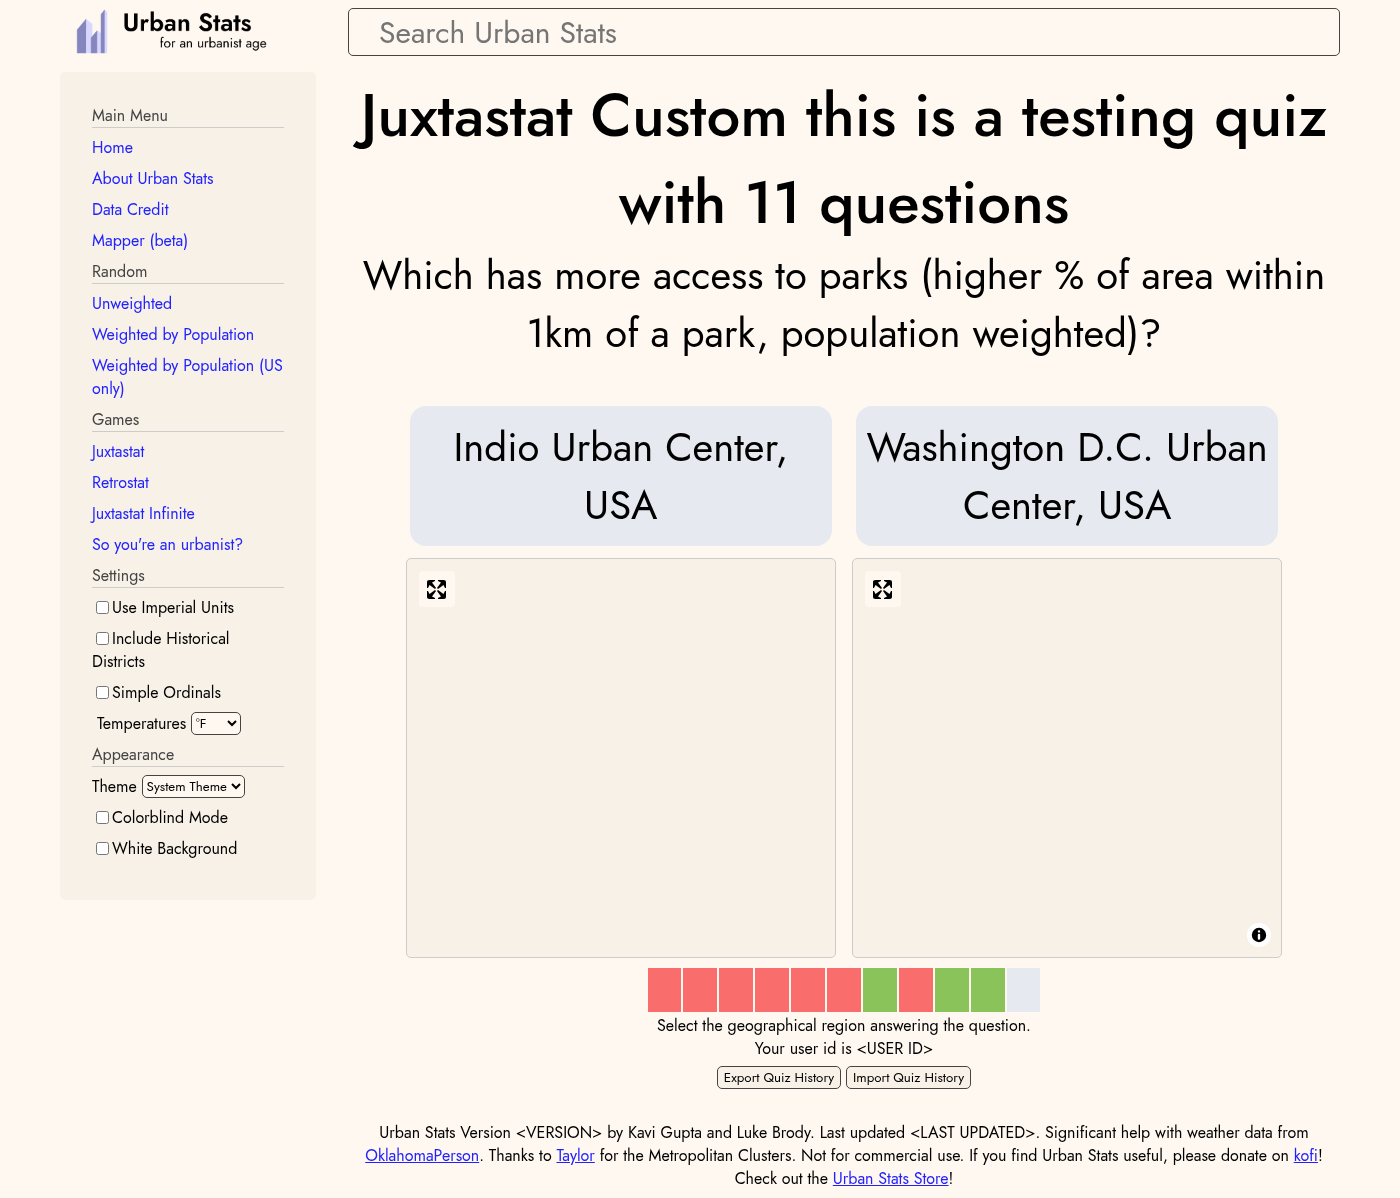 Urban Stats
for an urbanist age
Search Urban Stats
Main Menu
Home
About Urban Stats
Data Credit
Mapper (beta)
Random
Unweighted
Weighted by Population
Weighted by Population (US
only)
Games
Juxtastat
Retrostat
Juxtastat Infinite
So you're an urbanist?
Settings
Use Imperial Units
Include Historical
Districts
Simple Ordinals
Temperatures °F
Appearance
Theme System Theme
Colorblind Mode
White Background
Juxtastat Custom this is a testing quiz
with 11 questions
Which has more access to parks (higher % of area within
1km of a park, population weighted)?
Indio Urban Center,
USA
Washington D.C. Urban
Center, USA
Select the geographical region answering the question.
Your user id is <USER ID>
Export Quiz History Import Quiz History
Urban Stats Version <VERSION> by Kavi Gupta and Luke Brody. Last updated <LAST UPDATED>. Significant help with weather data from
OklahomaPerson. Thanks to Taylor for the Metropolitan Clusters. Not for commercial use. If you find Urban Stats useful, please donate on kofi!
Check out the Urban Stats Store!